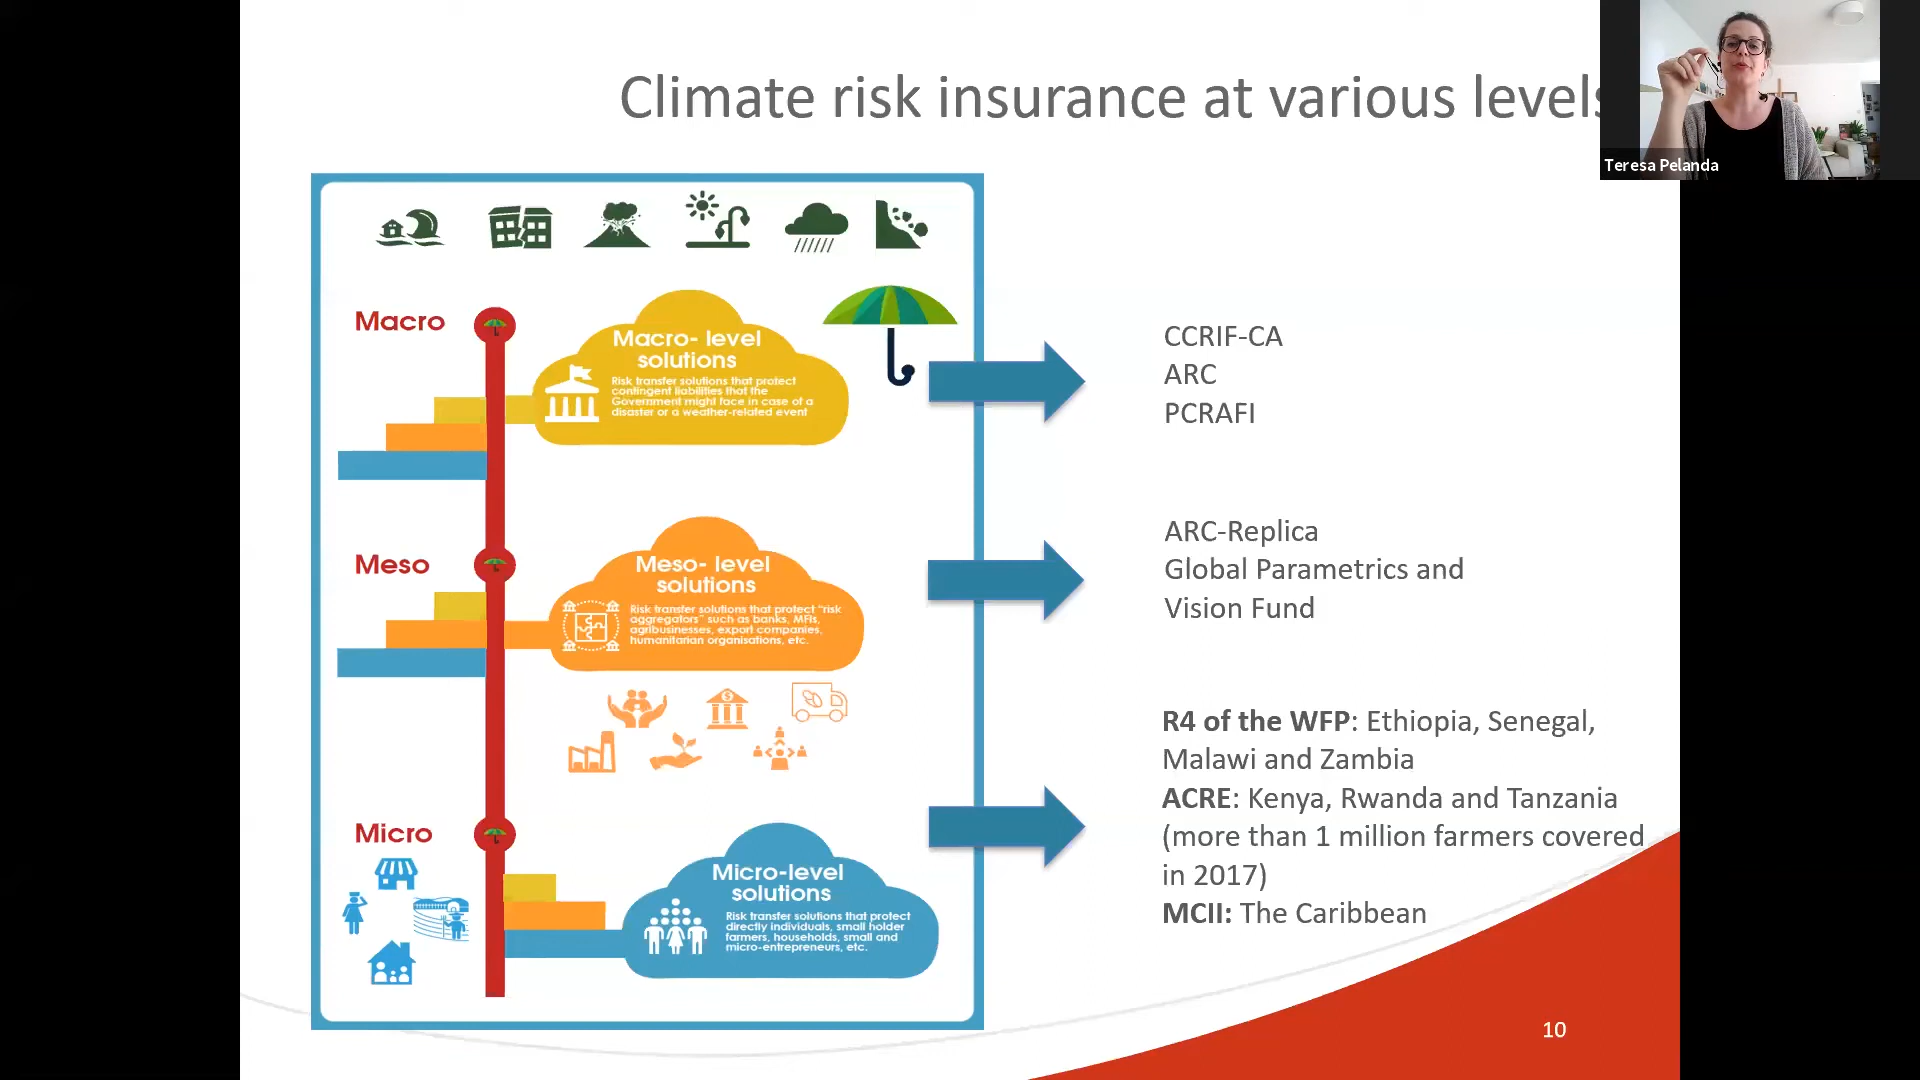 Climate risk insurance at various levels
Teresa Pelanda
Macro
Macro- level
solutions
Risk transfer solutions that protect
contingent liabilities that the
Government might face in case of a
disaster or a weather-related event
CCRIF-CA
ARC
PCRAFI
Meso
Meso- level
solutions
Risk transfer solutions that protect "risk
aggregators" such as banks, MFIs,
agribusinesses, export companies,
humanitarian organisations, etc.
ARC-Replica
Global Parametrics and
Vision Fund
Micro
Micro-level
solutions
Risk transfer solutions that protect
directly individuals, small holder
farmers, households, small and
micro-entrepreneurs, etc.
R4 of the WFP: Ethiopia, Senegal,
Malawi and Zambia
ACRE: Kenya, Rwanda and Tanzania
(more than 1 million farmers covered
in 2017)
MCII: The Caribbean
10